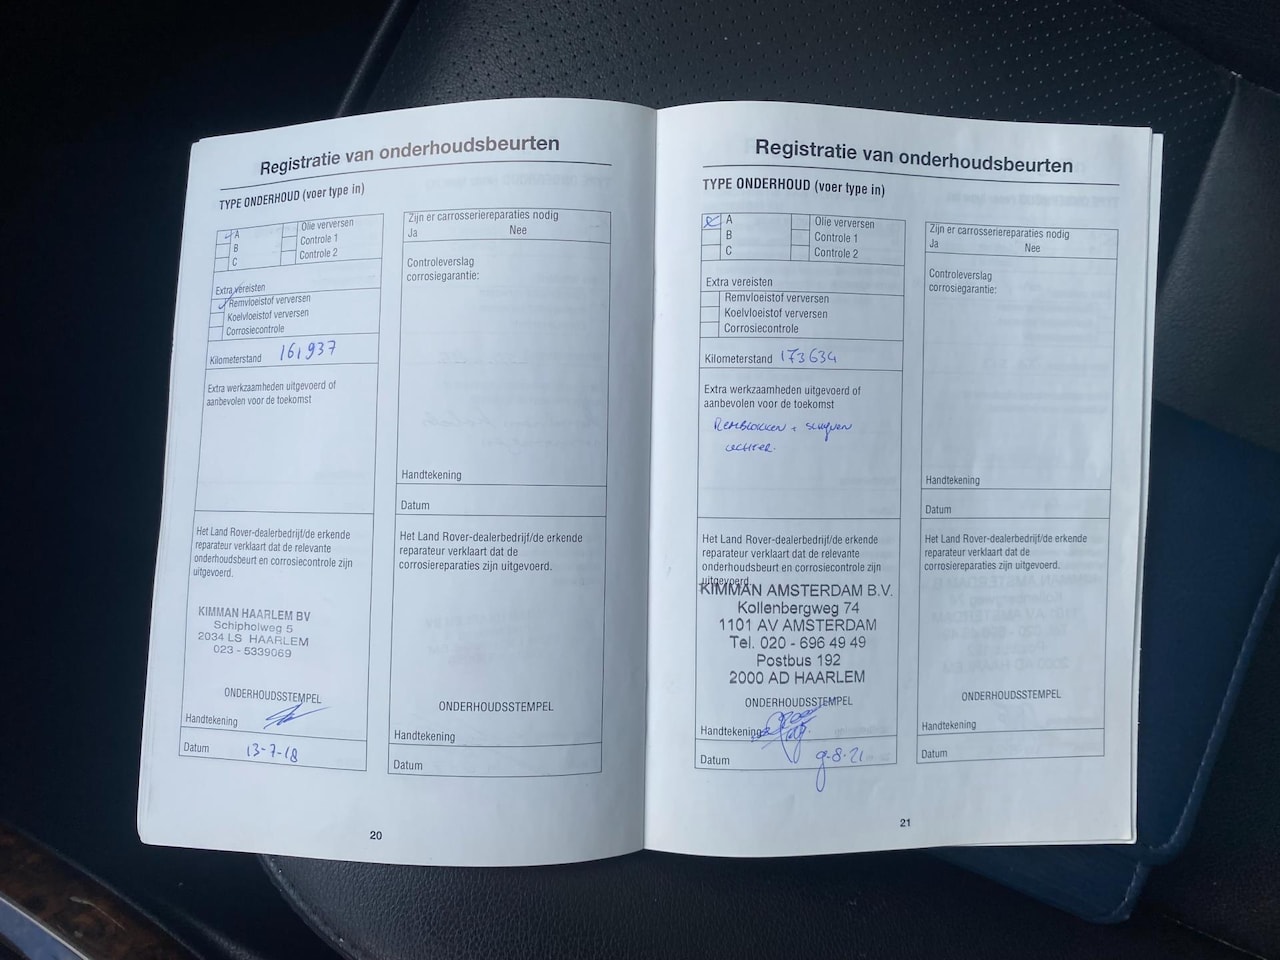 Registratie van onderhoudsbeurten
TYPE ONDERHOUD (voer type in)
A
B
C
Olie verversen
Controle 1
Controle 2
Extra vereisten
Remvloeistof verversen
Koelvloeistof verversen
Corrosiecontrole
Kilometerstand 161,937
Extra werkzaamheden uitgevoerd of
aanbevolen voor de toekomst
Het Land Rover-dealerbedrijf/de erkende
reparateur verklaart dat de relevante
onderhoudsbeurt en corrosiecontrole zijn
uitgevoerd.
KIMMAN HAARLEM BV
Schipholweg 5
2034 LS HAARLEM
023 - 5339069
ONDERHOUDSSTEMPEL
Handtekening
Datum 13-7-18
Zijn er carrosseriereparaties nodig
Ja Nee
Controleverslag
corrosiegarantie:
Handtekening
Datum
Het Land Rover-dealerbedrijf/de erkende
reparateur verklaart dat de
corrosiereparaties zijn uitgevoerd.
ONDERHOUDSSTEMPEL
Handtekening
Datum
20
Registratie van onderhoudsbeurten
TYPE ONDERHOUD (voer type in)
A
B
C
Olie verversen
Controle 1
Controle 2
Extra vereisten
Remvloeistof verversen
Koelvloeistof verversen
Corrosiecontrole
Kilometerstand 173634
Extra werkzaamheden uitgevoerd of
aanbevolen voor de toekomst
Remblokken + schijven
achter.
Het Land Rover-dealerbedrijf/de erkende
reparateur verklaart dat de relevante
onderhoudsbeurt en corrosiecontrole zijn
uitgevoerd.
KIMMAN AMSTERDAM B.V.
Kollenbergweg 74
1101 AV AMSTERDAM
Tel. 020 - 696 49 49
Postbus 192
2000 AD HAARLEM
ONDERHOUDSSTEMPEL
Handtekening
Datum 9-8-21
Zijn er carrosseriereparaties nodig
Ja Nee
Controleverslag
corrosiegarantie:
Handtekening
Datum
Het Land Rover-dealerbedrijf/de erkende
reparateur verklaart dat de
corrosiereparaties zijn uitgevoerd.
ONDERHOUDSSTEMPEL
Handtekening
Datum
21